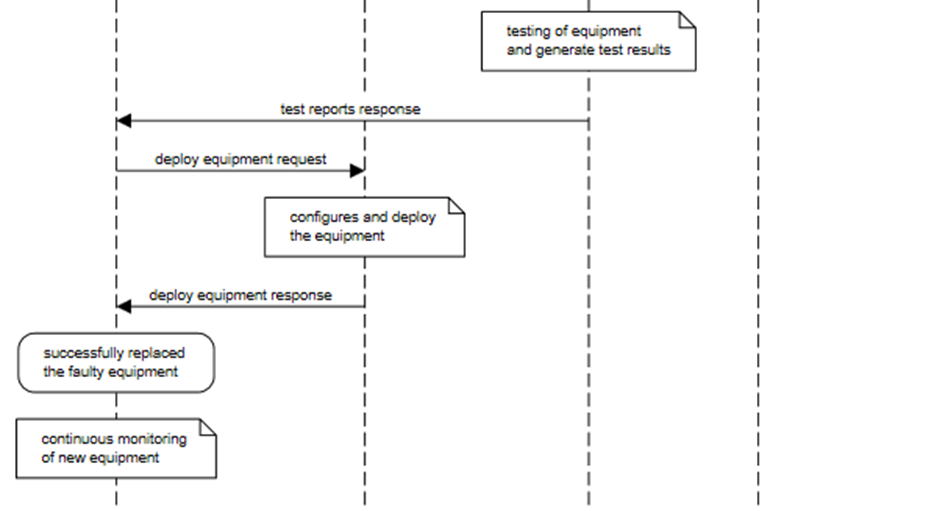 testing of equipment
and generate test results
test reports response
deploy equipment request
configures and deploy
the equipment
deploy equipment response
successfully replaced
the faulty equipment
continuous monitoring
of new equipment